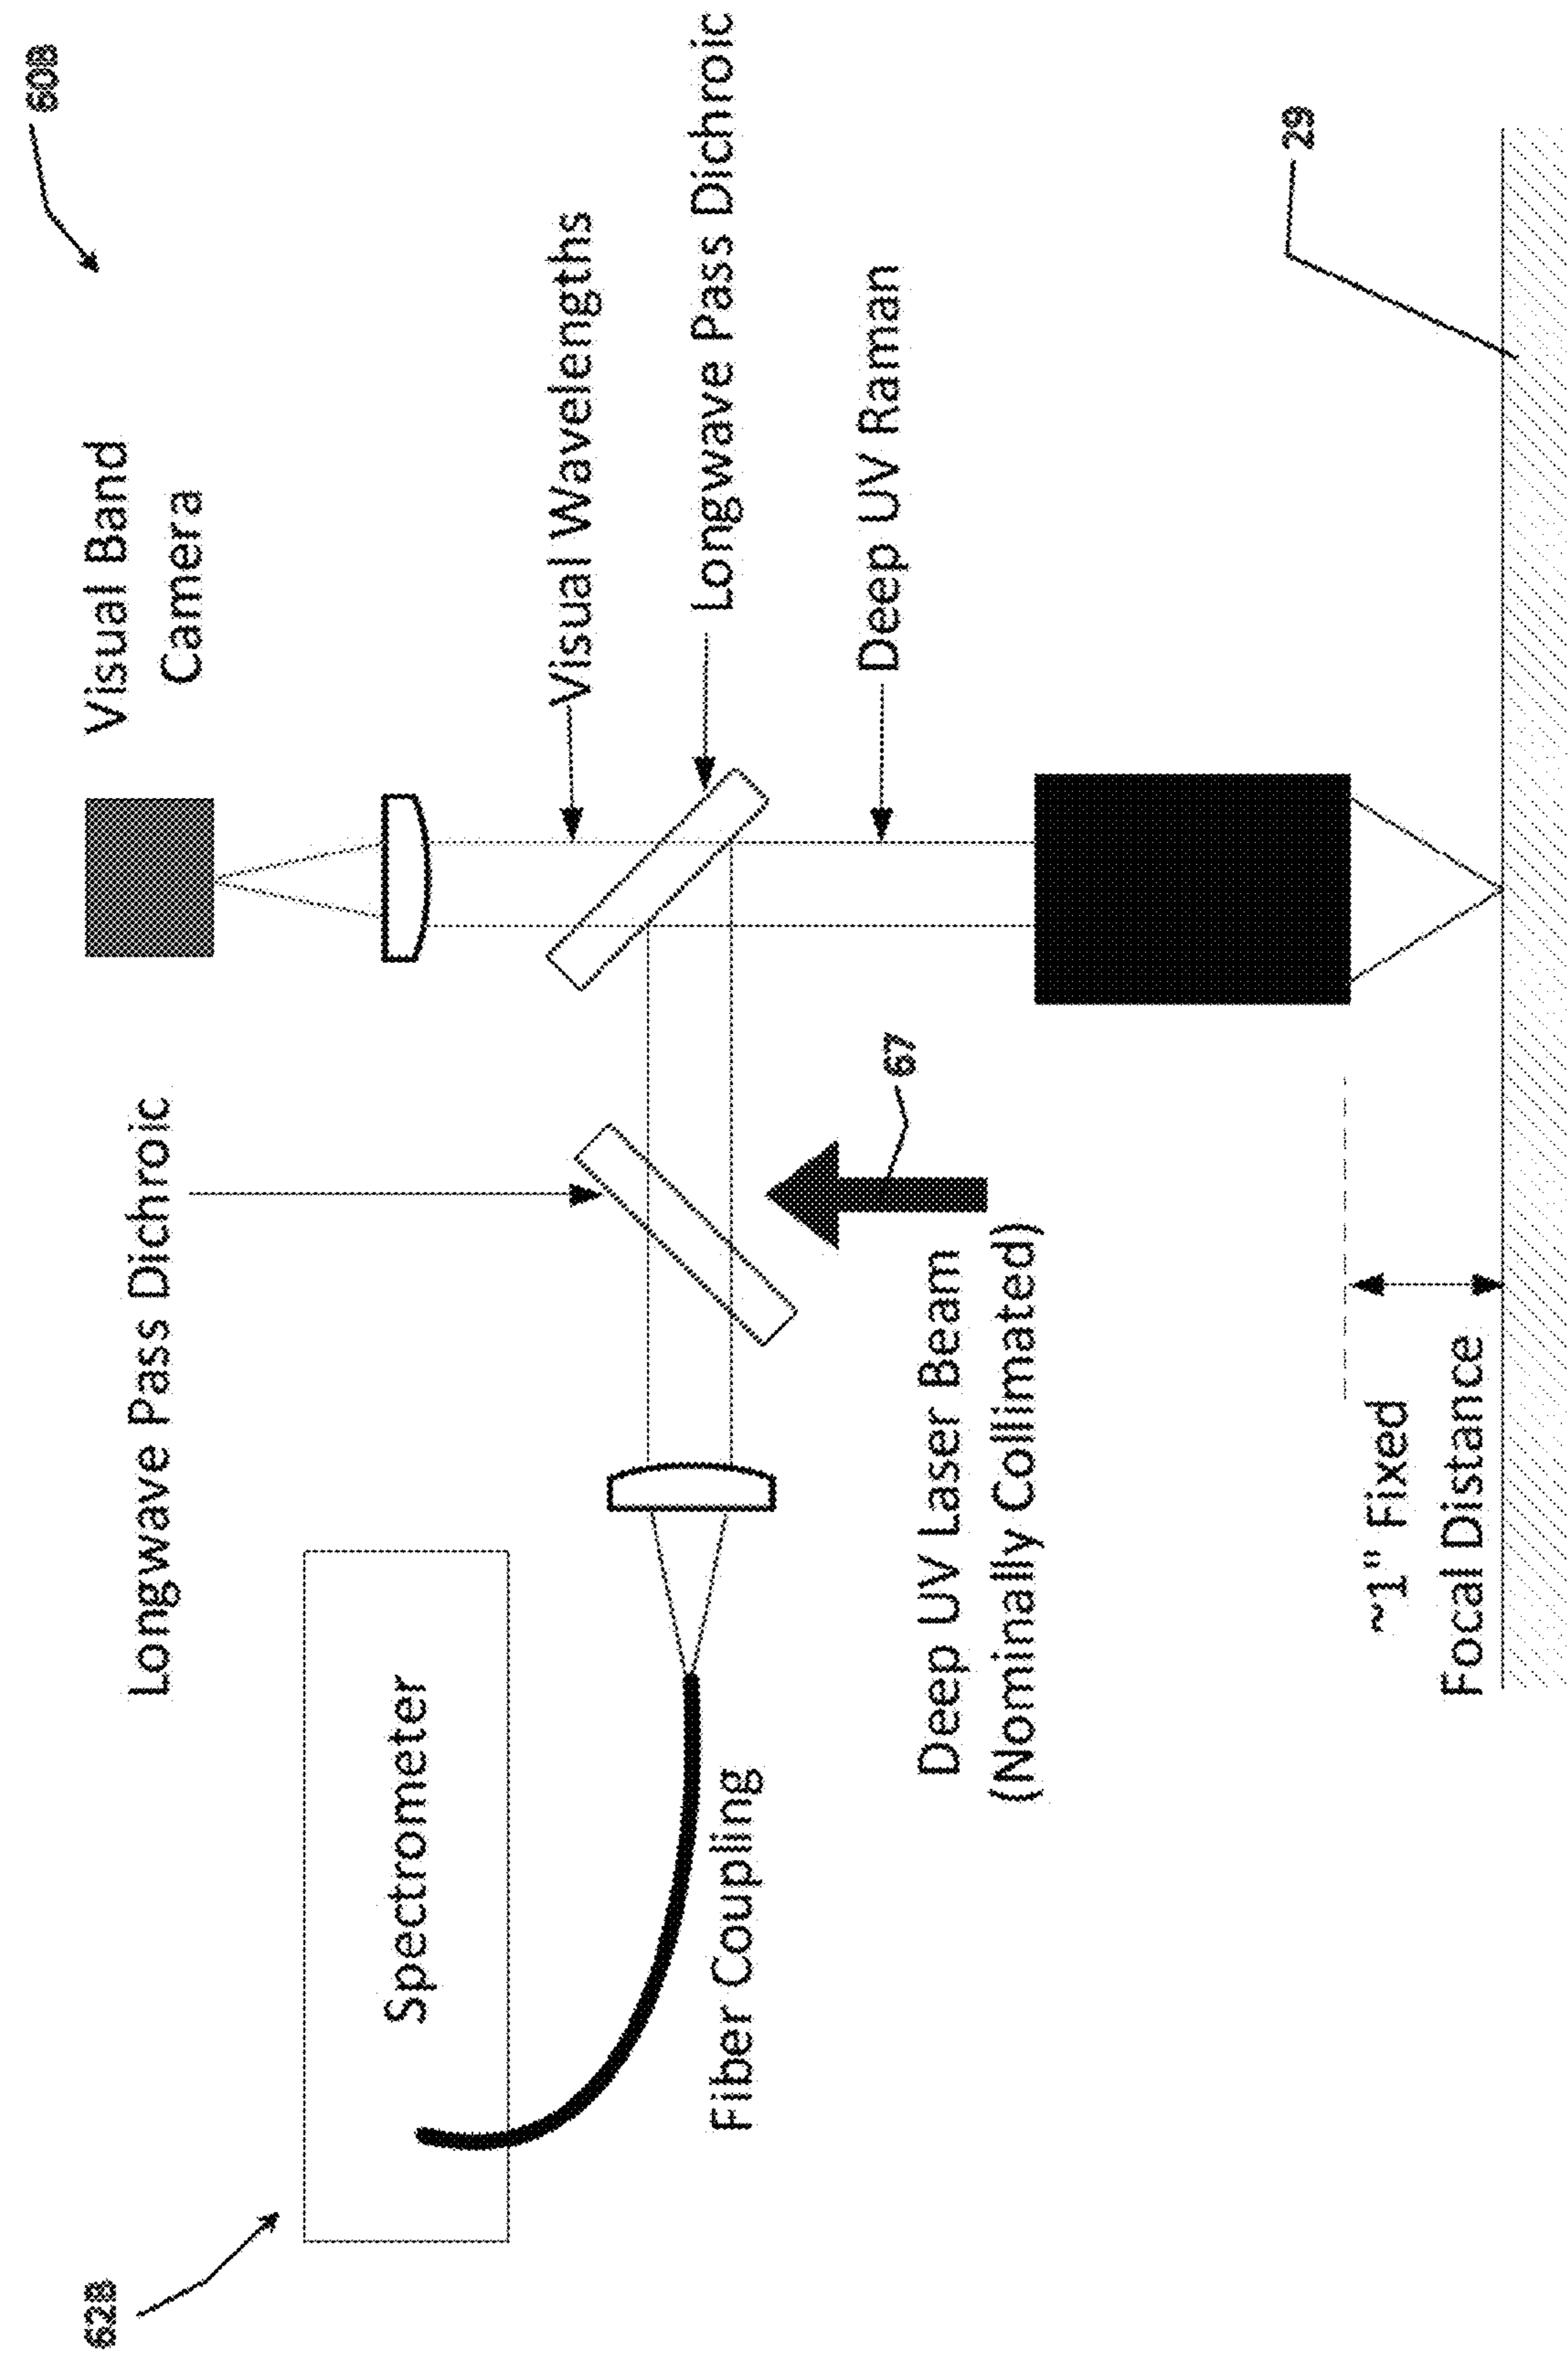 60B
Visual Band
Camera
Visual Wavelengths
Longwave Pass Dichroic
Deep UV Raman
29
Longwave Pass Dichroic
67
62B
Spectrometer
Fiber Coupling
Deep UV Laser Beam
(Nominally Collimated)
~1" Fixed
Focal Distance